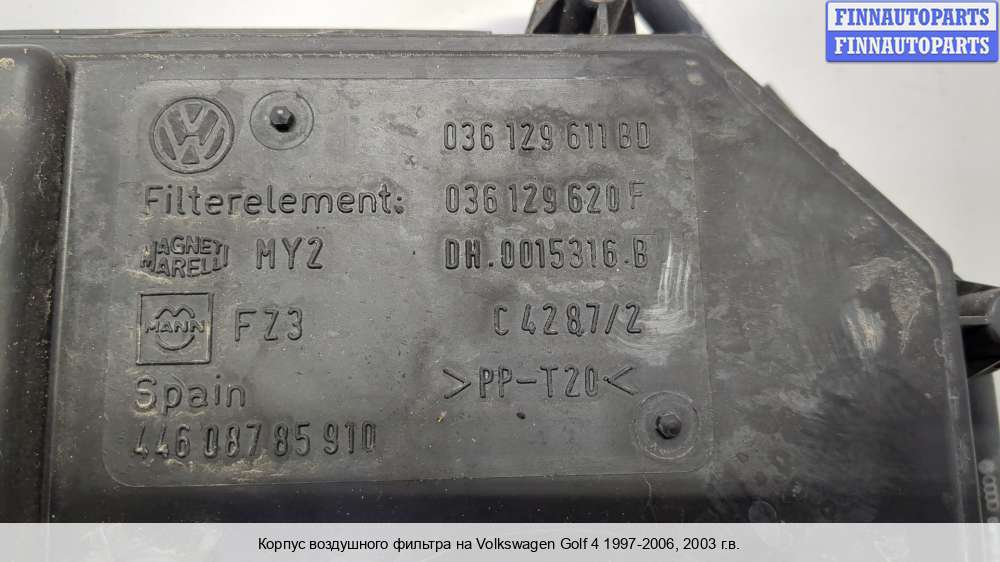 FINNAUTOPARTS
FINNAUTOPARTS
036 129 611 BD
Filterelement: 036 129 620 F
MAGNETI
MARELLI MY2 DH.0015316.B
MANN FZ3 C 4287/2
Spain >PP-T20<
446 087 85 910
Корпус воздушного фильтра на Volkswagen Golf 4 1997-2006, 2003 г.в.